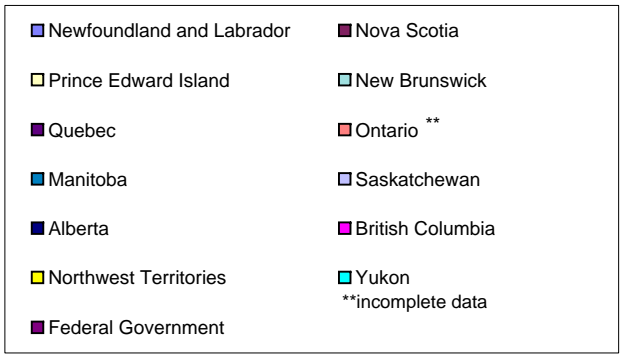 Newfoundland and Labrador
Nova Scotia
Prince Edward Island
New Brunswick
Quebec
Ontario **
Manitoba
Saskatchewan
Alberta
British Columbia
Northwest Territories
Yukon
**incomplete data
Federal Government